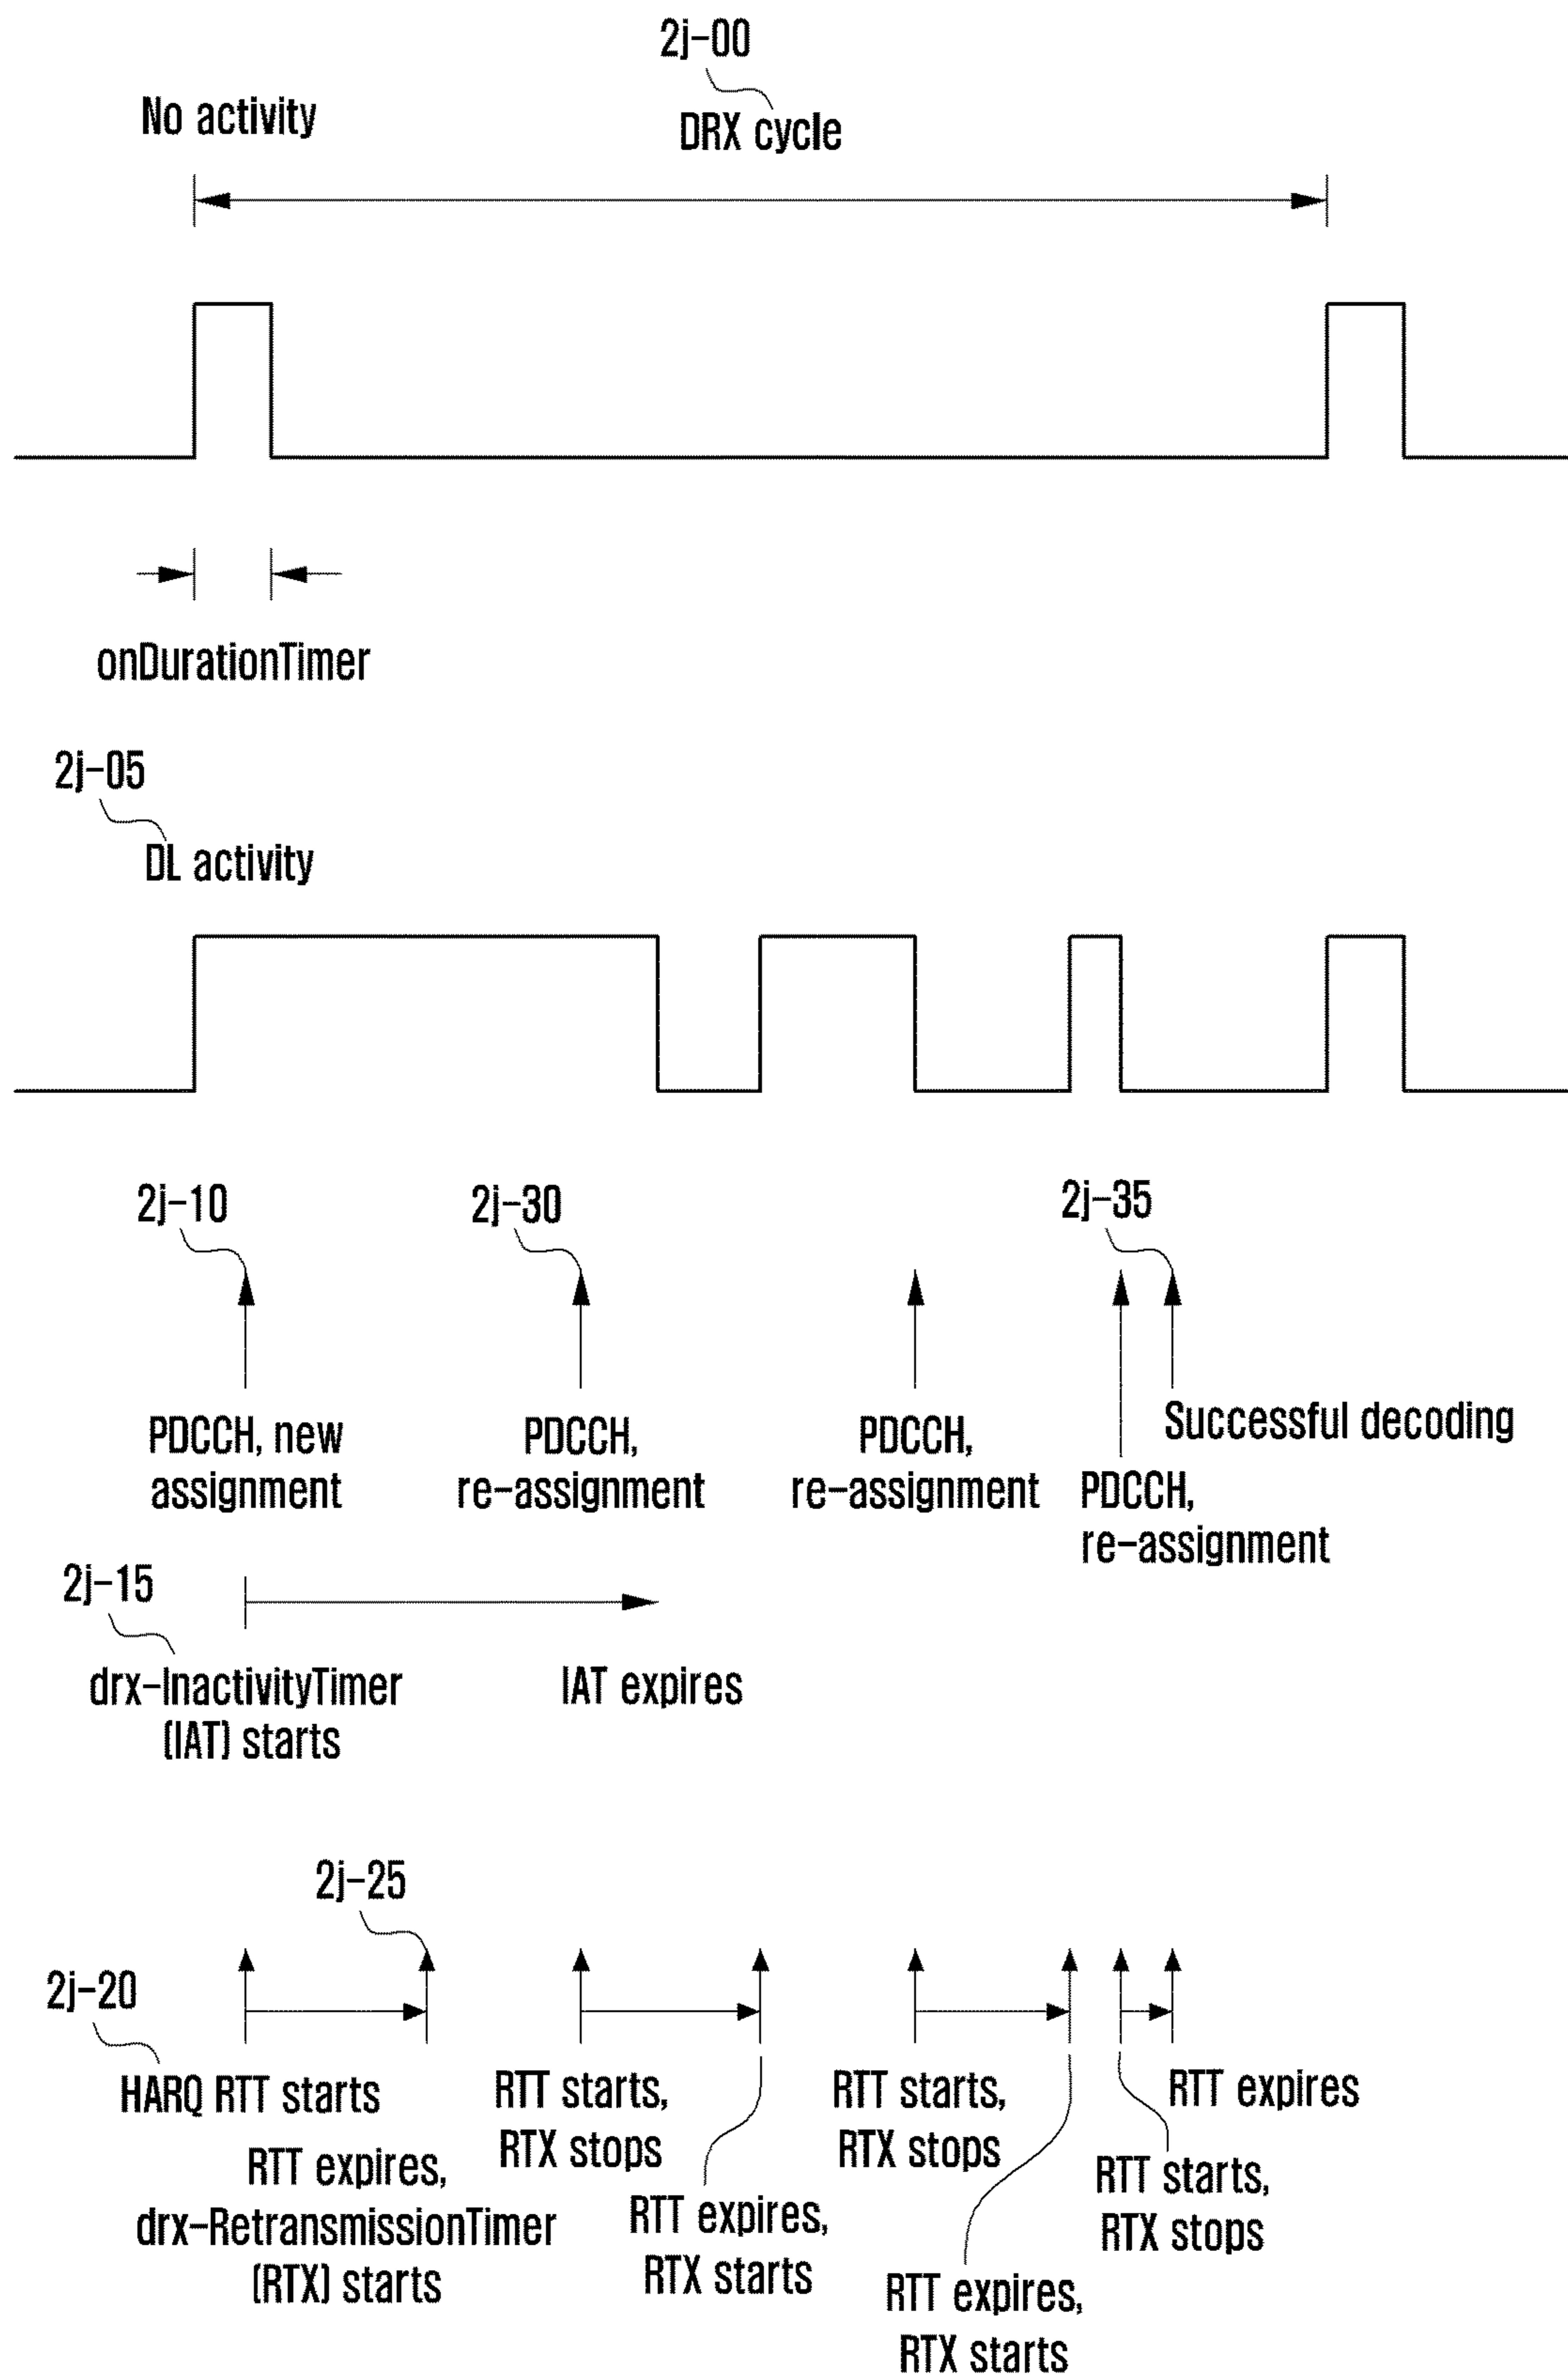 2j-00
No activity
DRX cycle
onDurationTimer
2j-05
DL activity
2j-10
2j-30
2j-35
PDCCH, new
assignment
PDCCH,
re-assignment
PDCCH,
re-assignment
Successful decoding
PDCCH,
re-assignment
2j-15
drx-InactivityTimer
(IAT) starts
IAT expires
2j-25
2j-20
HARQ RTT starts
RTT expires,
drx-RetransmissionTimer
(RTX) starts
RTT starts,
RTX stops
RTT expires,
RTX starts
RTT starts,
RTX stops
RTT expires,
RTX starts
RTT expires
RTT starts,
RTX stops